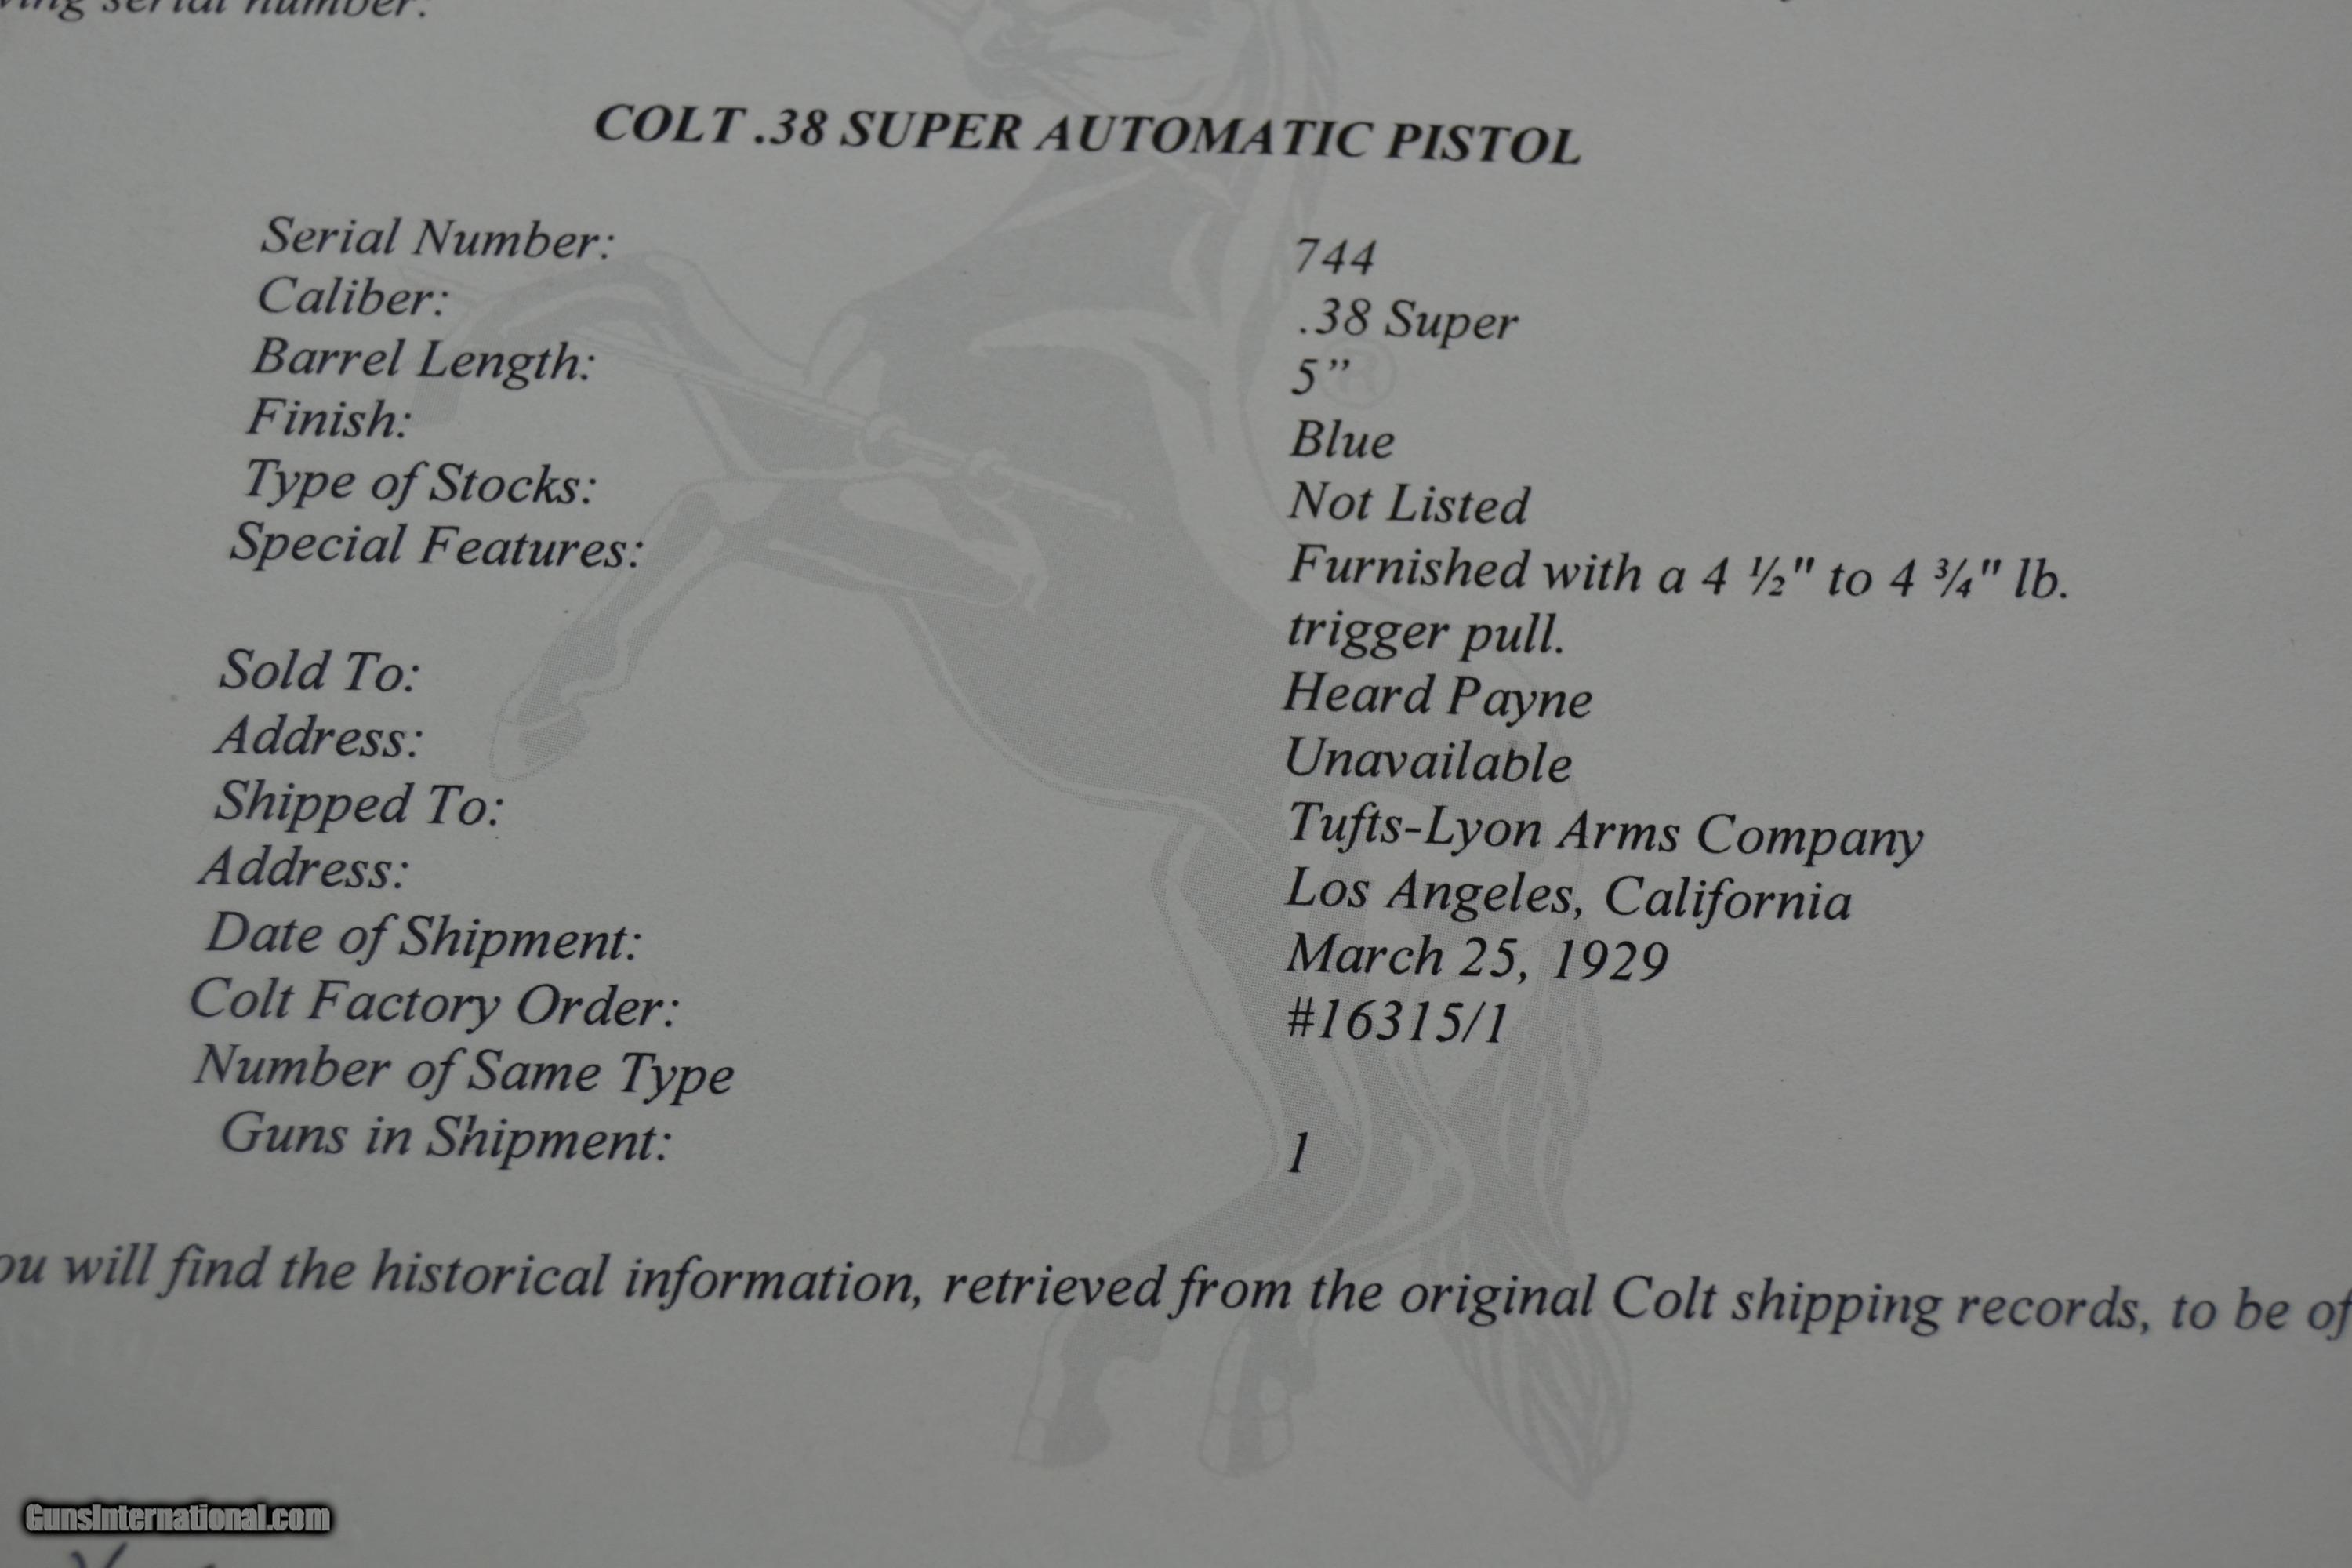 serial number.
COLT .38 SUPER AUTOMATIC PISTOL
Serial Number: 744
Caliber: .38 Super
Barrel Length: 5”
Finish: Blue
Type of Stocks: Not Listed
Special Features: Furnished with a 4 ½" to 4 ¾" lb.
trigger pull.
Sold To: Heard Payne
Address: Unavailable
Shipped To: Tufts-Lyon Arms Company
Address: Los Angeles, California
Date of Shipment: March 25, 1929
Colt Factory Order: #16315/1
Number of Same Type
Guns in Shipment: 1
ou will find the historical information, retrieved from the original Colt shipping records, to be of
®
GunsInternational.com